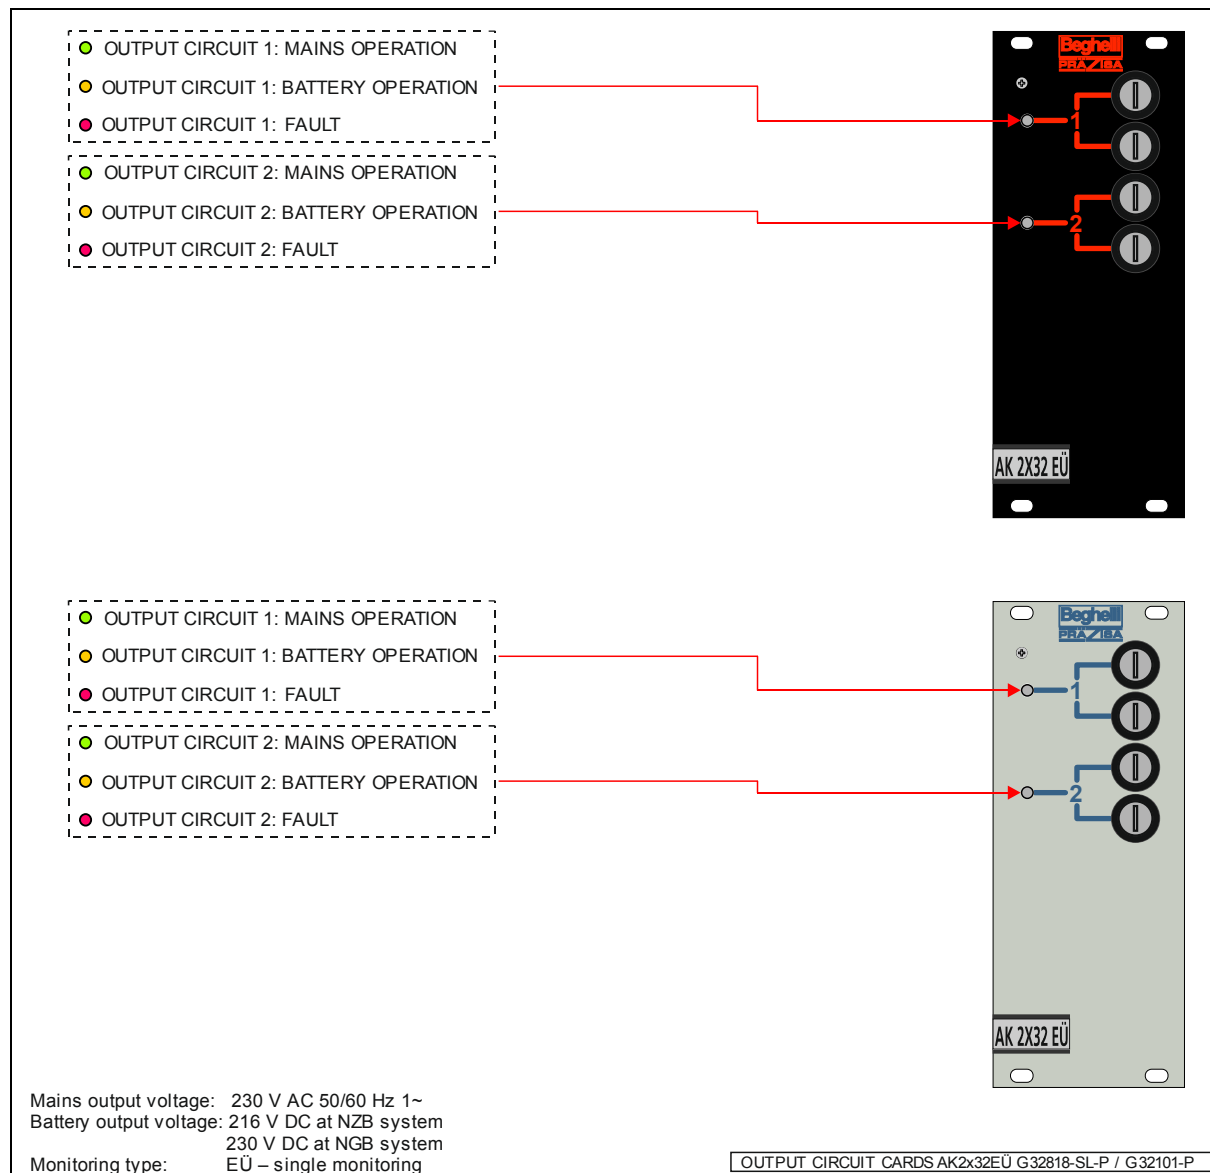 OUTPUT CIRCUIT 1: MAINS OPERATION
OUTPUT CIRCUIT 1: BATTERY OPERATION
OUTPUT CIRCUIT 1: FAULT
OUTPUT CIRCUIT 2: MAINS OPERATION
OUTPUT CIRCUIT 2: BATTERY OPERATION
OUTPUT CIRCUIT 2: FAULT
Beghelli
PRÄZISA
1
2
AK 2X32 EÜ
OUTPUT CIRCUIT 1: MAINS OPERATION
OUTPUT CIRCUIT 1: BATTERY OPERATION
OUTPUT CIRCUIT 1: FAULT
OUTPUT CIRCUIT 2: MAINS OPERATION
OUTPUT CIRCUIT 2: BATTERY OPERATION
OUTPUT CIRCUIT 2: FAULT
Beghelli
PRÄZISA
1
2
AK 2X32 EÜ
Mains output voltage: 230 V AC 50/60 Hz 1~
Battery output voltage: 216 V DC at NZB system
230 V DC at NGB system
Monitoring type: EÜ – single monitoring
OUTPUT CIRCUIT CARDS AK2x32EÜ G32818-SL-P / G32101-P